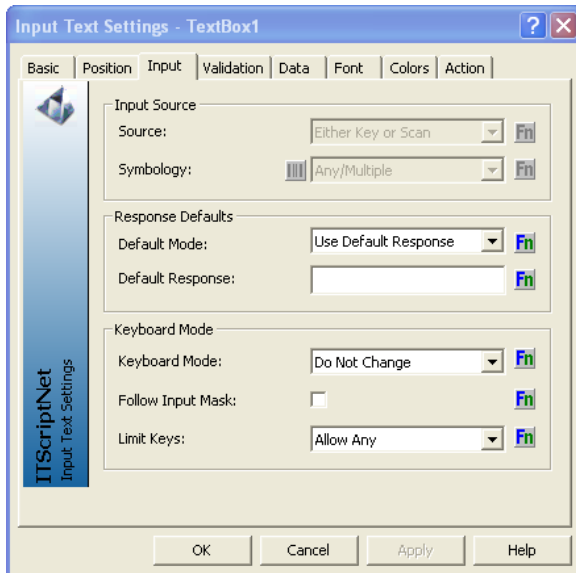 Input Text Settings - TextBox1
Basic Position Input Validation Data Font Colors Action
Input Source
Source: Either Key or Scan Fn
Symbology: Any/Multiple Fn
Response Defaults
Default Mode: Use Default Response Fn
Default Response: Fn
Keyboard Mode
Keyboard Mode: Do Not Change Fn
Follow Input Mask: Fn
Limit Keys: Allow Any Fn
ITScriptNet
Input Text Settings
OK Cancel Apply Help